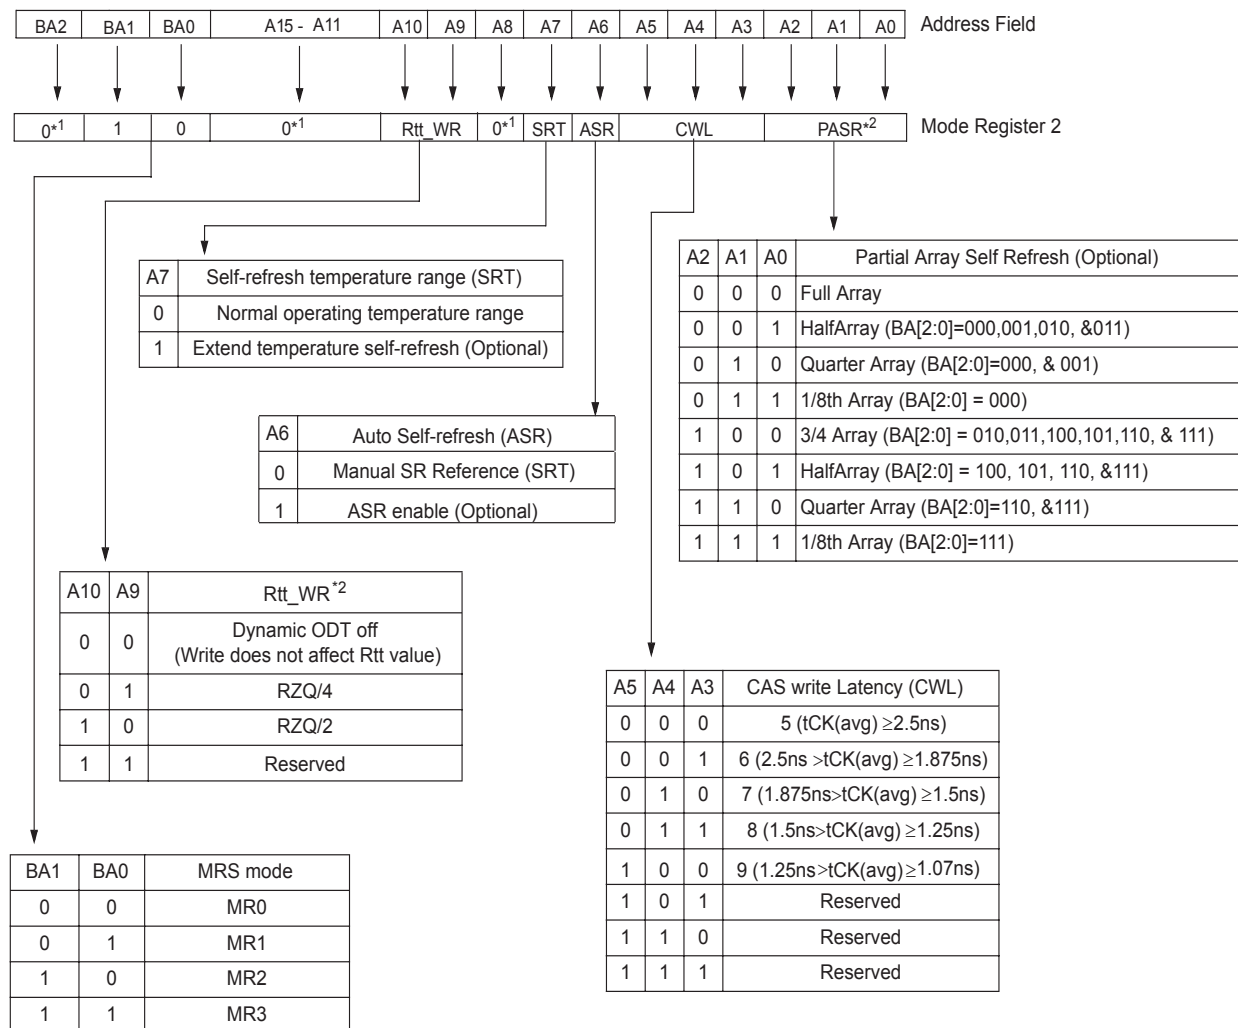 BA2 BA1 BA0 A15 - A11 A10 A9 A8 A7 A6 A5 A4 A3 A2 A1 A0 Address Field
0*1 1 0 0*1 Rtt_WR 0*1 SRT ASR CWL PASR*2 Mode Register 2
A7 Self-refresh temperature range (SRT)
0 Normal operating temperature range
1 Extend temperature self-refresh (Optional)
A2 A1 A0 Partial Array Self Refresh (Optional)
0 0 0 Full Array
0 0 1 HalfArray (BA[2:0]=000,001,010, &011)
0 1 0 Quarter Array (BA[2:0]=000, & 001)
0 1 1 1/8th Array (BA[2:0] = 000)
1 0 0 3/4 Array (BA[2:0] = 010,011,100,101,110, & 111)
1 0 1 HalfArray (BA[2:0] = 100, 101, 110, &111)
1 1 0 Quarter Array (BA[2:0]=110, &111)
1 1 1 1/8th Array (BA[2:0]=111)
A6 Auto Self-refresh (ASR)
0 Manual SR Reference (SRT)
1 ASR enable (Optional)
A10 A9 Rtt_WR*2
0 0 Dynamic ODT off
(Write does not affect Rtt value)
0 1 RZQ/4
1 0 RZQ/2
1 1 Reserved
A5 A4 A3 CAS write Latency (CWL)
0 0 0 5 (tCK(avg) ≥2.5ns)
0 0 1 6 (2.5ns >tCK(avg) ≥1.875ns)
0 1 0 7 (1.875ns>tCK(avg) ≥1.5ns)
0 1 1 8 (1.5ns>tCK(avg) ≥1.25ns)
1 0 0 9 (1.25ns>tCK(avg) ≥1.07ns)
1 0 1 Reserved
1 1 0 Reserved
1 1 1 Reserved
BA1 BA0 MRS mode
0 0 MR0
0 1 MR1
1 0 MR2
1 1 MR3